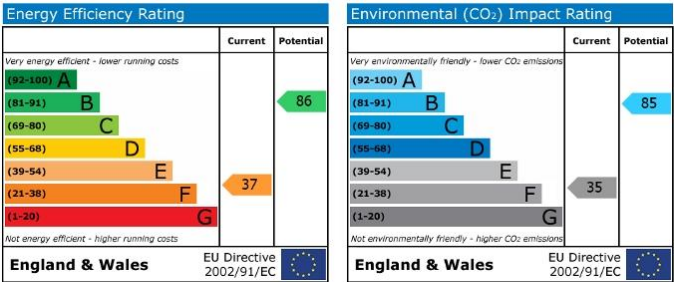 Energy Efficiency Rating
Current Potential
Very energy efficient - lower running costs
(92-100) A
(81-91) B
(69-80) C
(55-68) D
(39-54) E
(21-38) F
(1-20) G
86
37
Not energy efficient - higher running costs
England & Wales
EU Directive
2002/91/EC
Environmental (CO₂) Impact Rating
Current Potential
Very environmentally friendly - lower CO₂ emissions
(92-100) A
(81-91) B
(69-80) C
(55-68) D
(39-54) E
(21-38) F
(1-20) G
85
35
Not environmentally friendly - higher CO₂ emissions
England & Wales
EU Directive
2002/91/EC